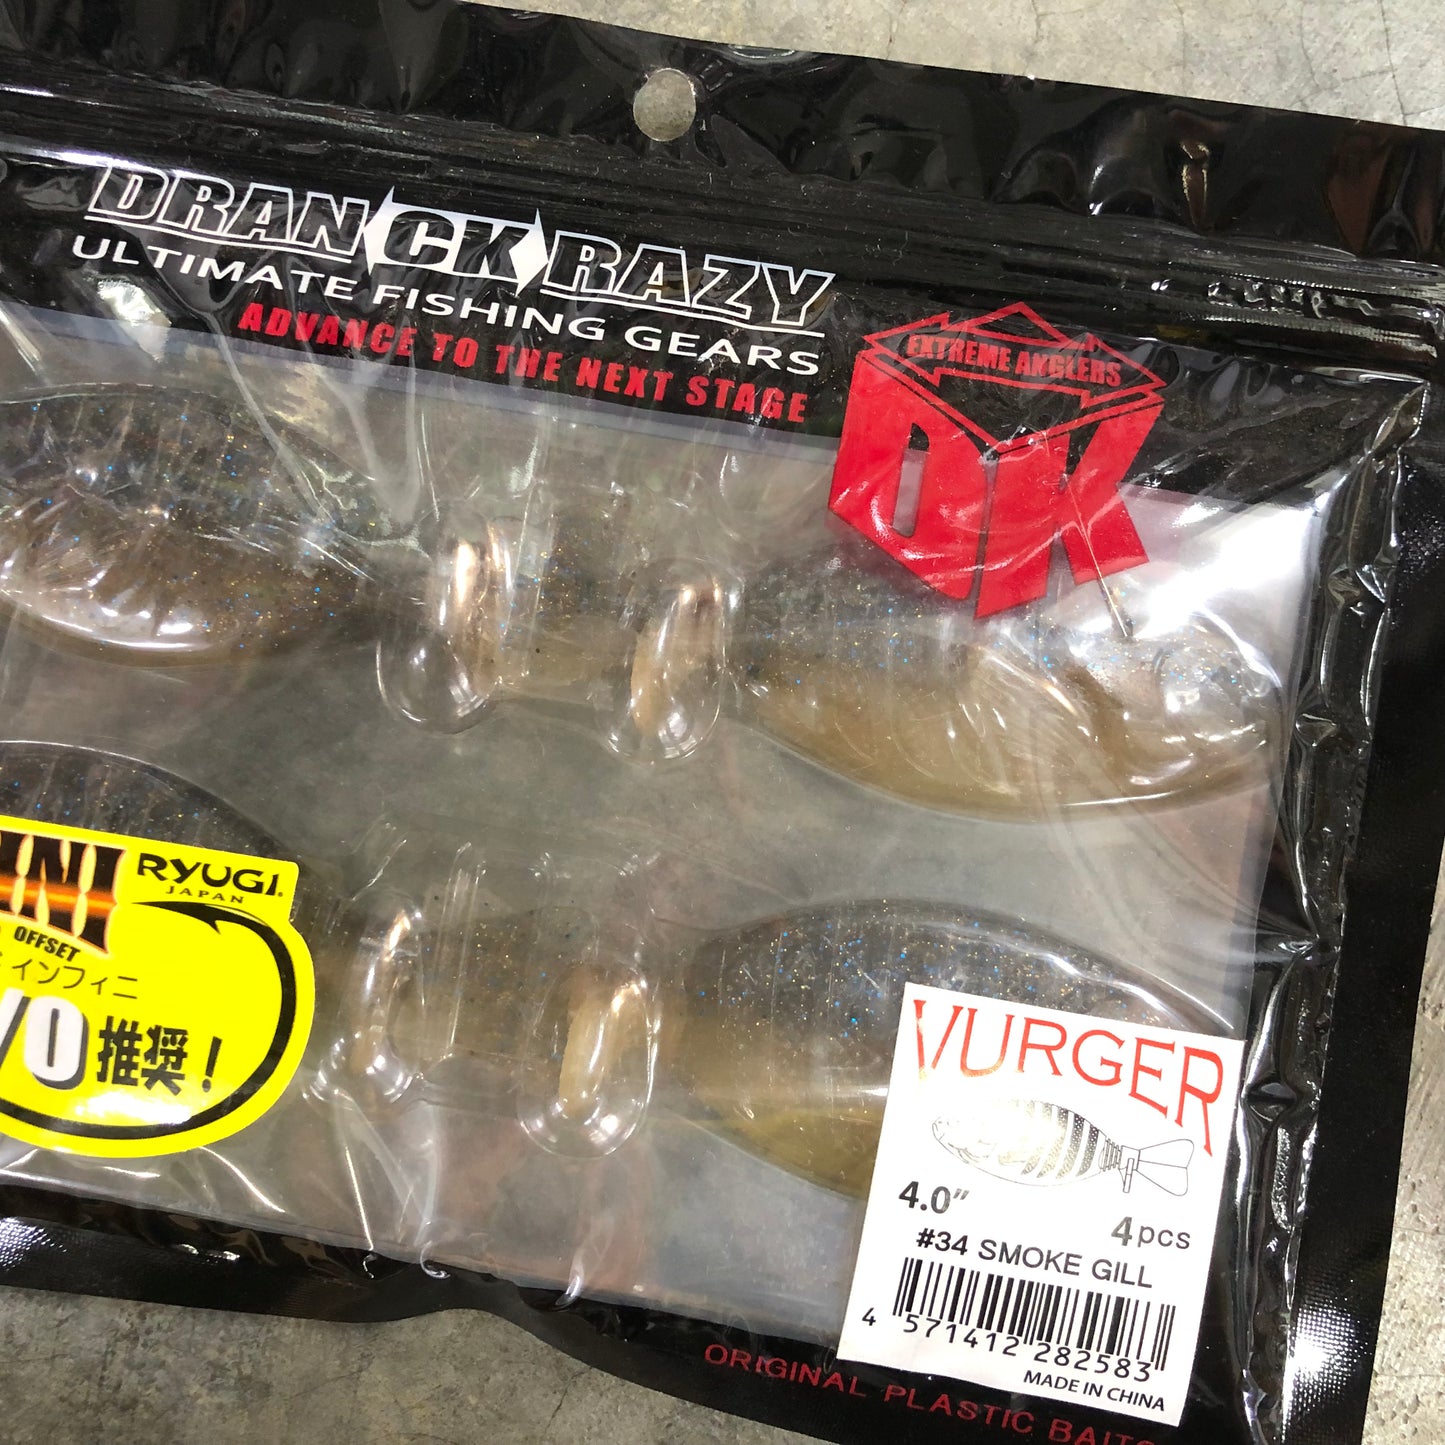 DRANCKRAZY
ULTIMATE FISHING GEARS
ADVANCE TO THE NEXT STAGE
EXTREME ANGLERS
DK
RYUGI
JAPAN
OFFSET
インフィニ
/0 推奨!
VURGER
4.0″
4pcs
#34 SMOKE GILL
4 571412 282583
MADE IN CHINA
ORIGINAL PLASTIC BAITS